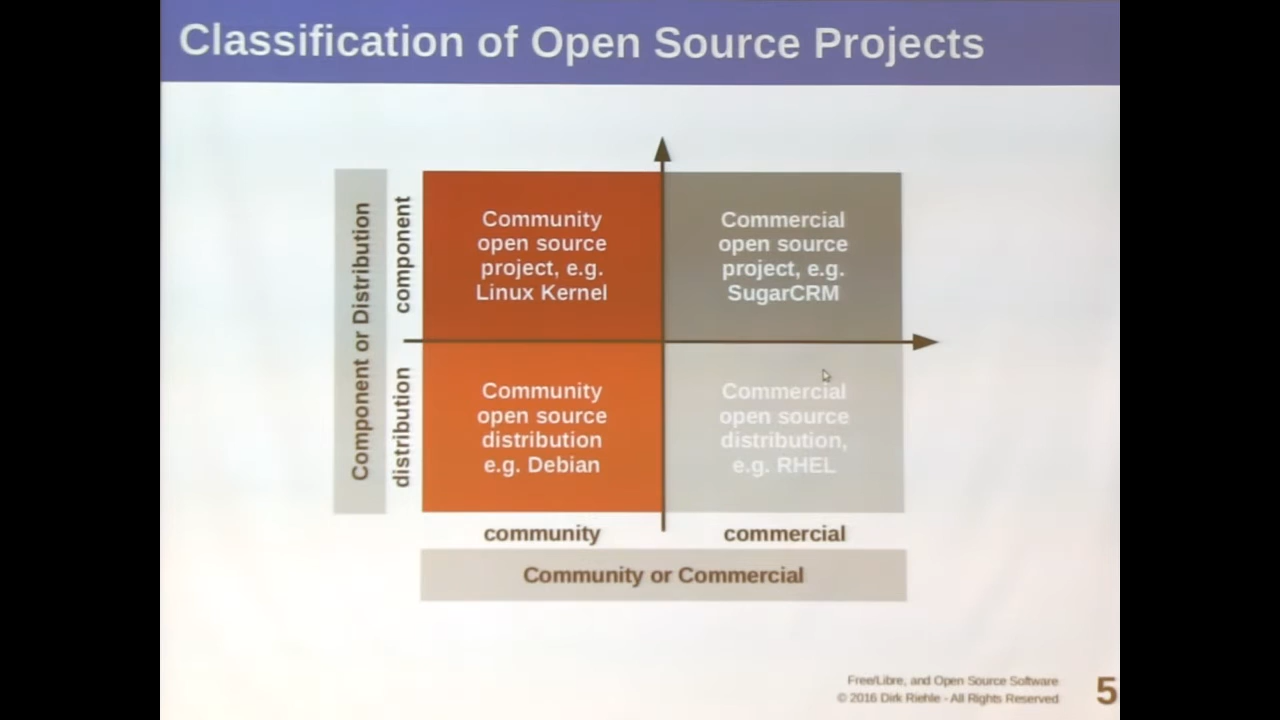 Classification of Open Source Projects
Component or Distribution
component
distribution
Community
open source
project, e.g.
Linux Kernel
Commercial
open source
project, e.g.
SugarCRM
Community
open source
distribution
e.g. Debian
Commercial
open source
distribution,
e.g. RHEL
community
commercial
Community or Commercial
Free/Libre, and Open Source Software
© 2016 Dirk Riehle - All Rights Reserved
5